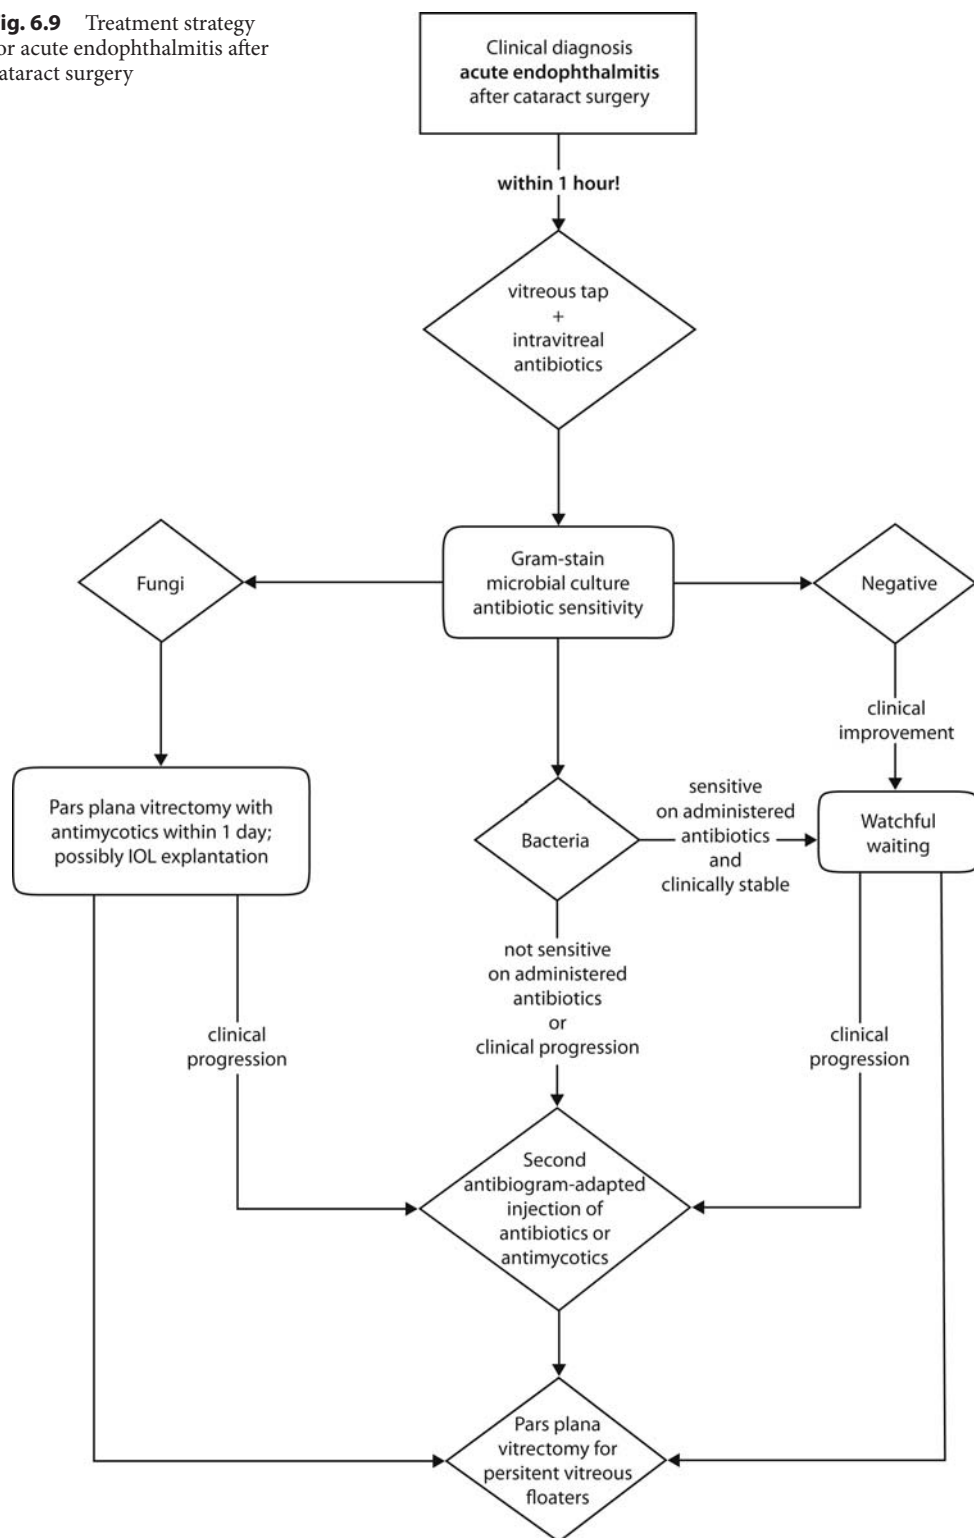 ig. 6.9 Treatment strategy
or acute endophthalmitis after
ataract surgery
Clinical diagnosis
acute endophthalmitis
after cataract surgery
within 1 hour!
vitreous tap
+
intravitreal
antibiotics
Gram-stain
microbial culture
antibiotic sensitivity
Fungi
Negative
clinical
improvement
Pars plana vitrectomy with
antimycotics within 1 day;
possibly IOL explantation
Bacteria
sensitive
on administered
antibiotics
and
clinically stable
Watchful
waiting
not sensitive
on administered
antibiotics
or
clinical progression
clinical
progression
clinical
progression
Second
antibiogram-adapted
injection of
antibiotics or
antimycotics
Pars plana
vitrectomy for
persitent vitreous
floaters